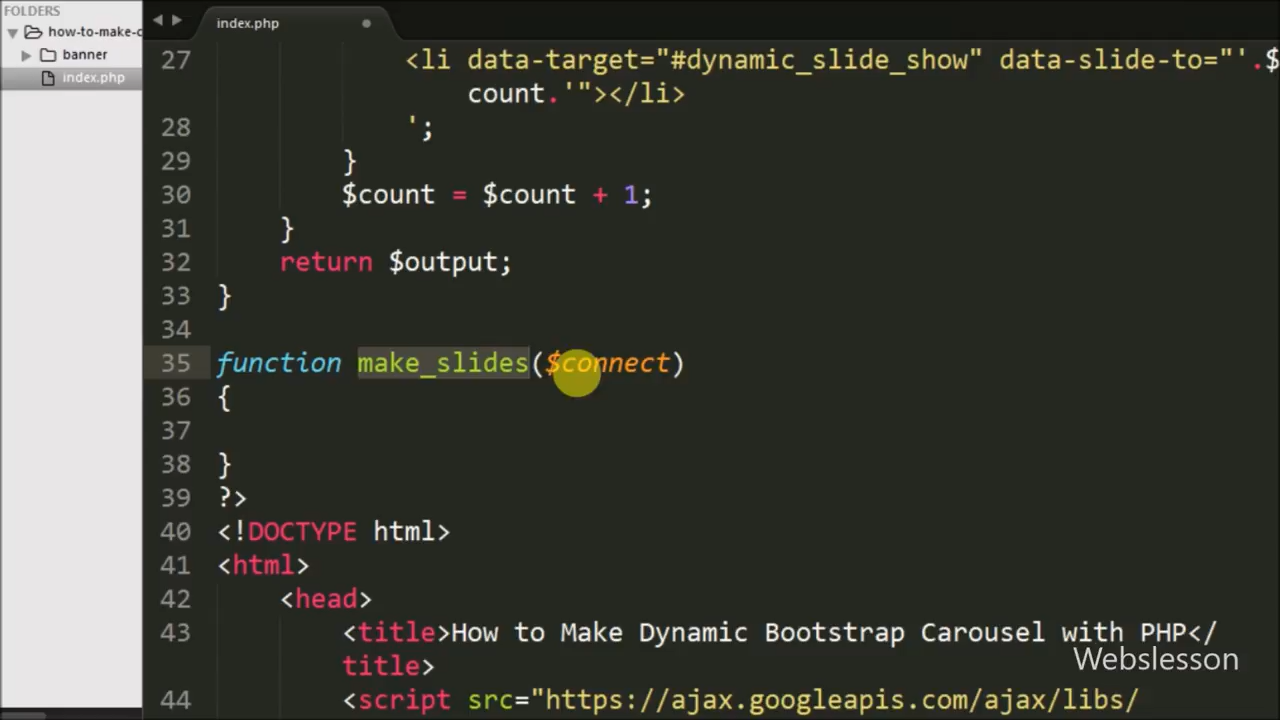 FOLDERS
how-to-make-c
banner
index.php
index.php
27 <li data-target="#dynamic_slide_show" data-slide-to="'.$
count.'"></li>
28 ';
29 }
30 $count = $count + 1;
31 }
32 return $output;
33 }
34
35 function make_slides($connect)
36 {
37
38 }
39 ?>
40 <!DOCTYPE html>
41 <html>
42 <head>
43 <title>How to Make Dynamic Bootstrap Carousel with PHP</
title>
44 <script src="https://ajax.googleapis.com/ajax/libs/
Webslesson